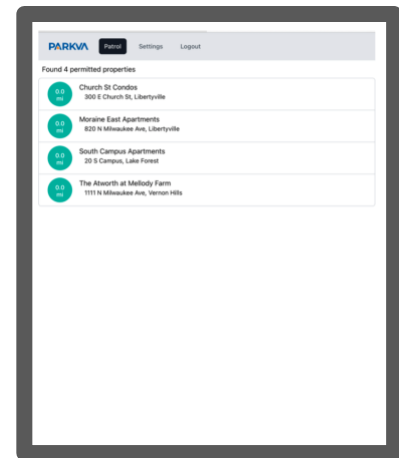 PARKVA Patrol Settings Logout
Found 4 permitted properties
0.0 mi
Church St Condos
300 E Church St, Libertyville
0.0 mi
Moraine East Apartments
820 N Milwaukee Ave, Libertyville
0.0 mi
South Campus Apartments
20 S Campus, Lake Forest
0.0 mi
The Atworth at Mellody Farm
1111 N Milwaukee Ave, Vernon Hills